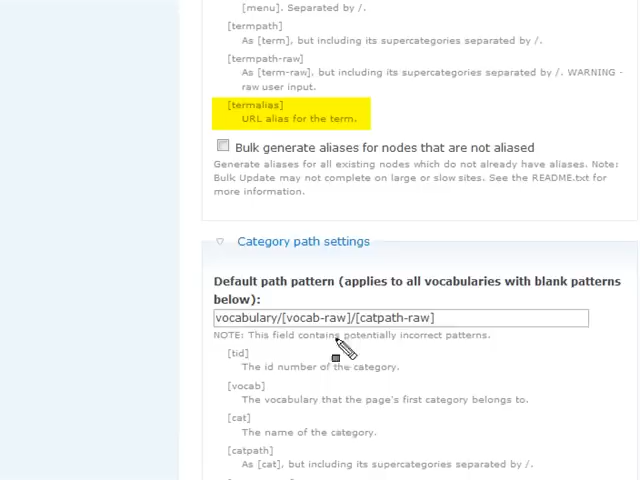 [menu]. Separated by /.
[termpath]
As [term], but including its supercategories separated by /.
[termpath-raw]
As [term-raw], but including its supercategories separated by /. WARNING -
raw user input.
[termalias]
URL alias for the term.
Bulk generate aliases for nodes that are not aliased
Generate aliases for all existing nodes which do not already have aliases. Note:
Bulk Update may not complete on large or slow sites. See the README.txt for
more information.
Category path settings
Default path pattern (applies to all vocabularies with blank patterns
below):
vocabulary/[vocab-raw]/[catpath-raw]
NOTE: This field contains potentially incorrect patterns.
[tid]
The id number of the category.
[vocab]
The vocabulary that the page's first category belongs to.
[cat]
The name of the category.
[catpath]
As [cat], but including its supercategories separated by /.